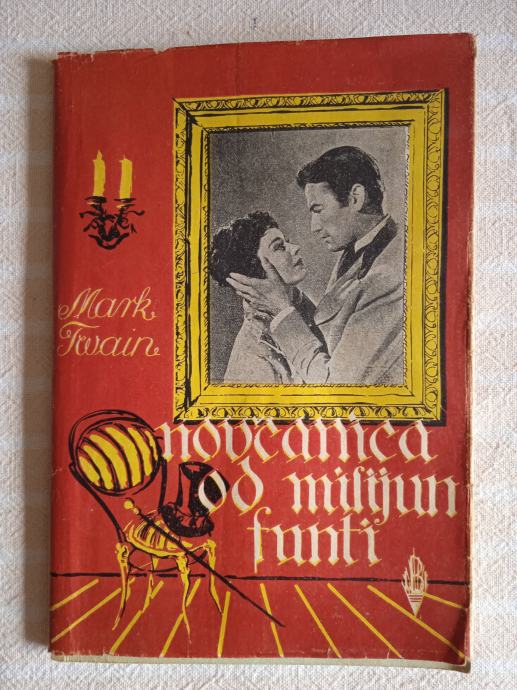 Mark
Twain
novčanica
od milijun
funti